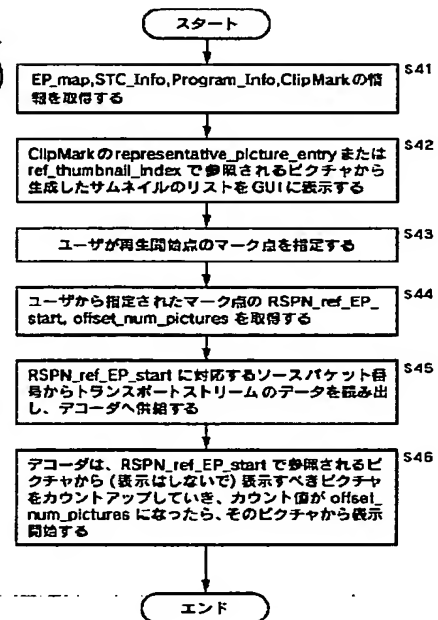 スタート
S41
EP_map,STC_Info,Program_Info,ClipMarkの情
報を取得する
S42
ClipMarkのrepresentative_picture_entryまたは
ref_thumbnail_indexで参照されるピクチャから
生成したサムネイルのリストをGUIに表示する
S43
ユーザが再生開始点のマーク点を指定する
S44
ユーザから指定されたマーク点のRSPN_ref_EP_
start, offset_num_picturesを取得する
S45
RSPN_ref_EP_startに対応するソースパケット番
号からトランスポートストリームのデータを読み出
し、デコーダへ供給する
S46
デコーダは、RSPN_ref_EP_startで参照されるピ
クチャから(表示はしないで)表示すべきピクチャ
をカウントアップしていき、カウント値がoffset_
num_picturesになったら、そのピクチャから表示
開始する
エンド